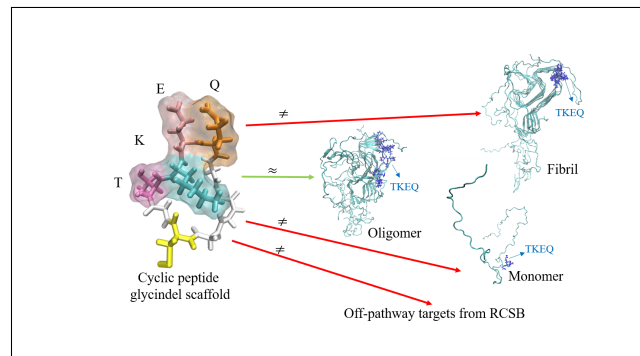 E
Q
K
T
Cyclic peptide
glycindel scaffold
≠
≈
≠
≠
TKEQ
Oligomer
TKEQ
Fibril
TKEQ
Monomer
Off-pathway targets from RCSB